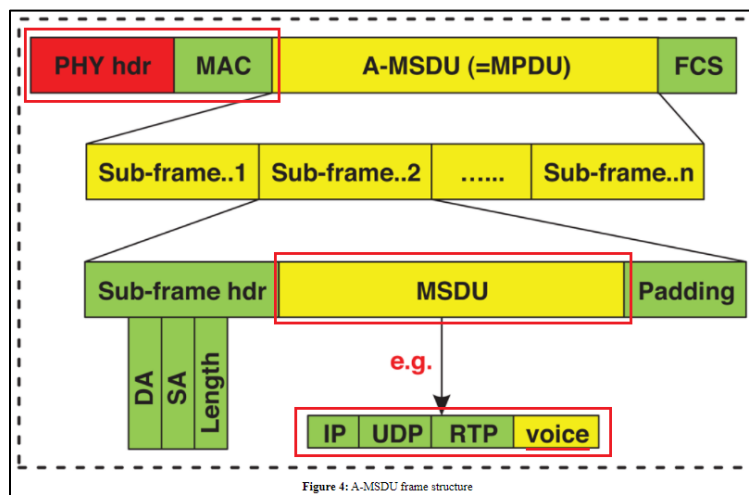 PHY hdr MAC A-MSDU (=MPDU) FCS
Sub-frame..1 Sub-frame..2 ...... Sub-frame..n
Sub-frame hdr MSDU Padding
DA SA Length
e.g.
IP UDP RTP voice
Figure 4: A-MSDU frame structure